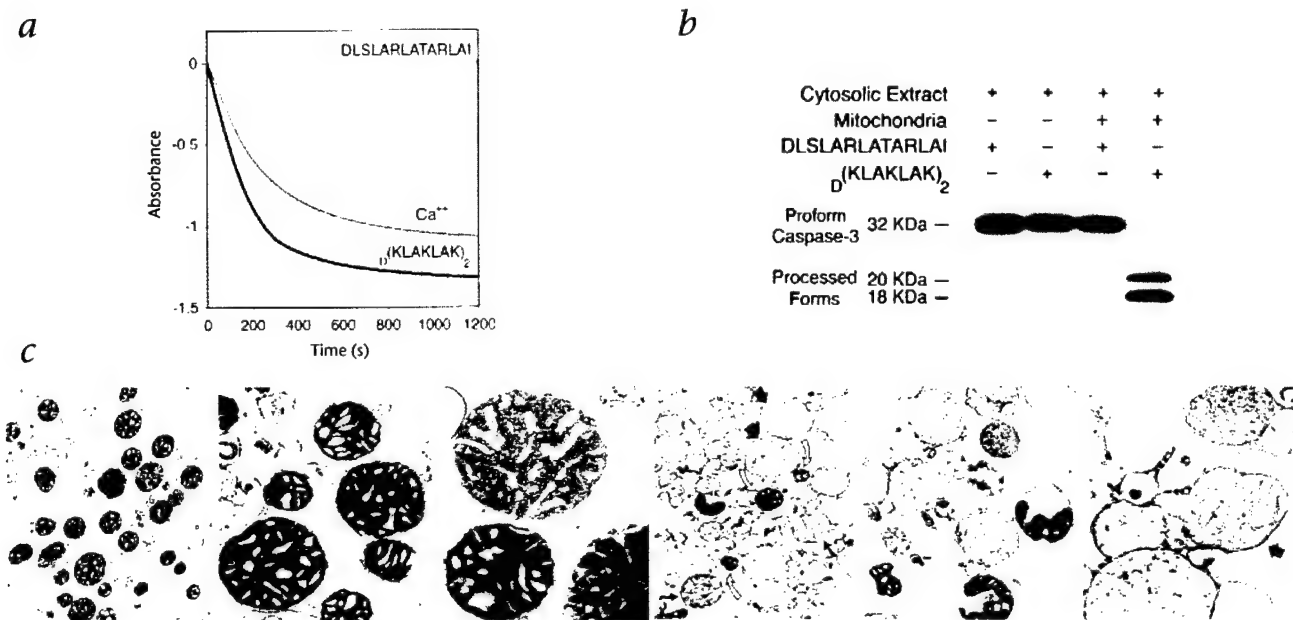 a
DLSLARLATARLAI
0
-0.5
-1
-1.5
Absorbance
Ca++
D(KLAKLAK)2
0 200 400 600 800 1000 1200
Time (s)
b
Cytosolic Extract + + + +
Mitochondria – – + +
DLSLARLATARLAI + – + –
D(KLAKLAK)2 – + – +
Proform 32 KDa –
Caspase-3
Processed 20 KDa –
Forms 18 KDa –
c